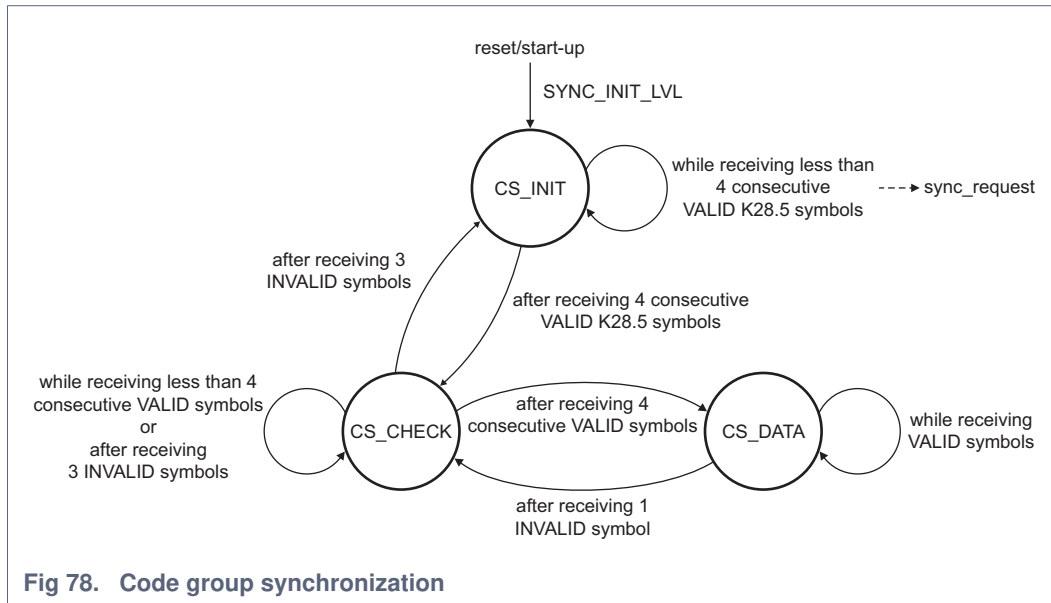 reset/start-up
SYNC_INIT_LVL
CS_INIT
while receiving less than
4 consecutive
VALID K28.5 symbols
sync_request
after receiving 3
INVALID symbols
after receiving 4 consecutive
VALID K28.5 symbols
while receiving less than 4
consecutive VALID symbols
or
after receiving
3 INVALID symbols
CS_CHECK
after receiving 4
consecutive VALID symbols
CS_DATA
while receiving
VALID symbols
after receiving 1
INVALID symbol
Fig 78. Code group synchronization